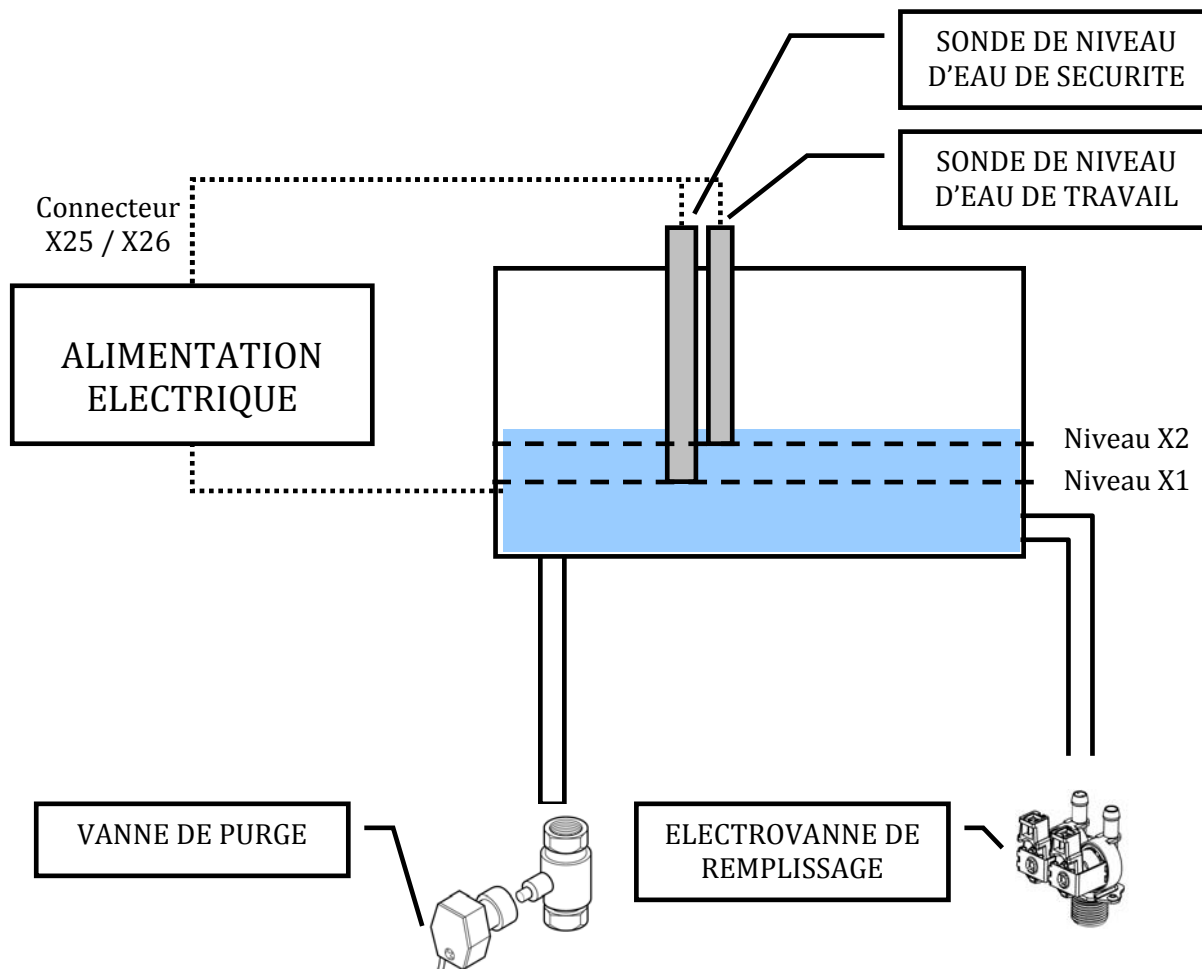 SONDE DE NIVEAU
D’EAU DE SECURITE
SONDE DE NIVEAU
D’EAU DE TRAVAIL
Connecteur
X25 / X26
ALIMENTATION
ELECTRIQUE
Niveau X2
Niveau X1
VANNE DE PURGE
ELECTROVANNE DE
REMPLISSAGE